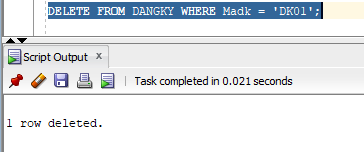 DELETE FROM DANGKY WHERE Madk = 'DK01';
Script Output ×
Task completed in 0.021 seconds
1 row deleted.